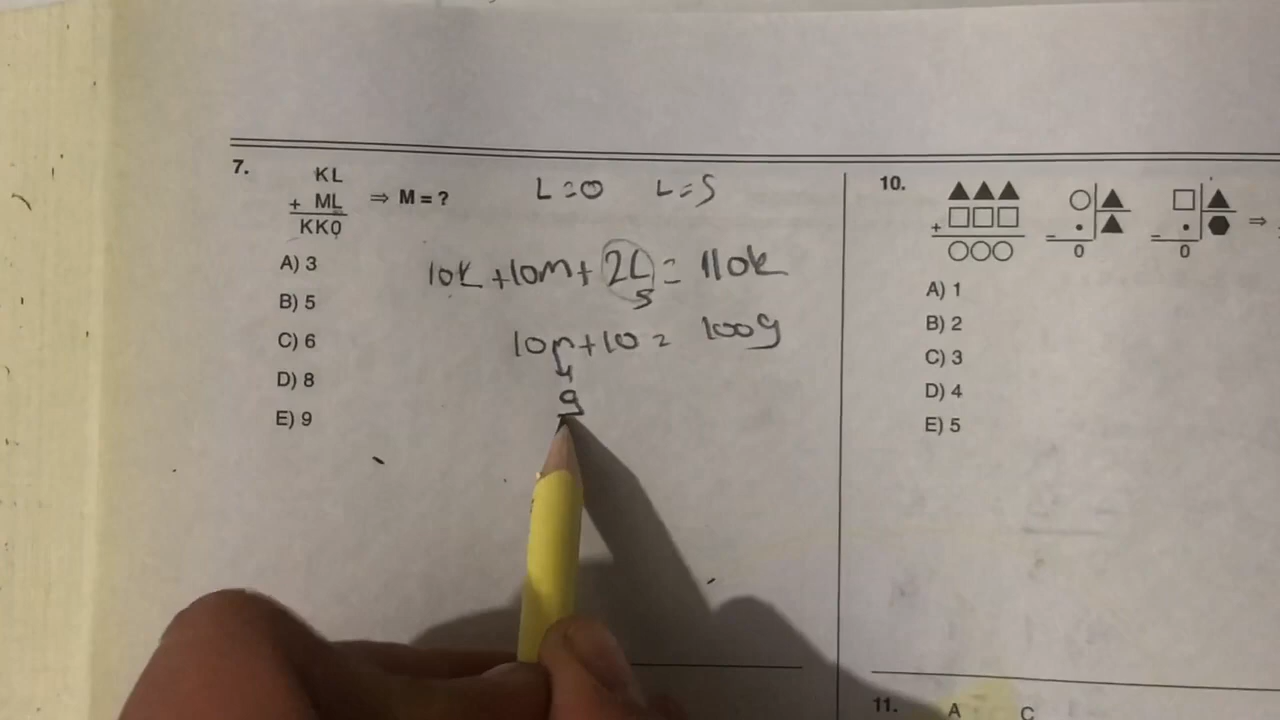 7.
KL
+ ML ⇒ M = ?
KKO
A) 3
B) 5
C) 6
D) 8
E) 9
L=0 L=5
10K+10M+2L=110K
5
10M+10=100
9
10.
⇒
0 0
A) 1
B) 2
C) 3
D) 4
E) 5
11.
A C